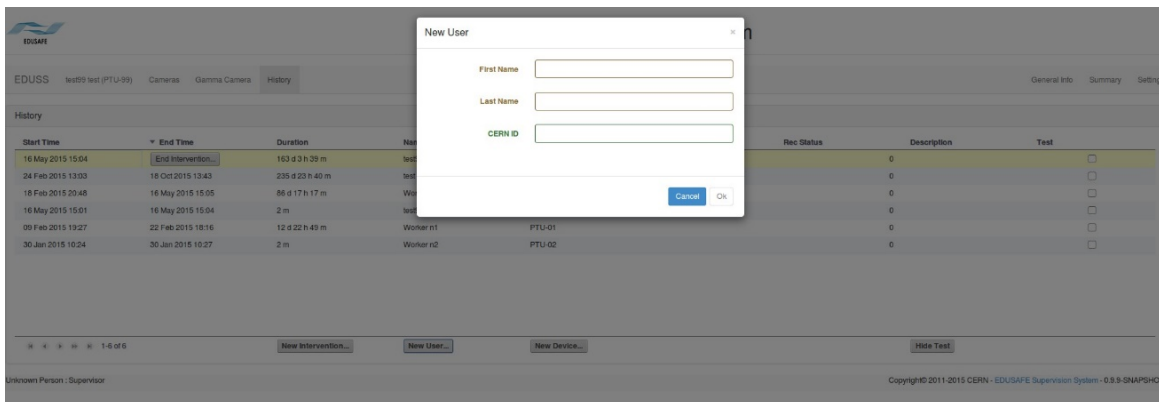 EDUSAFE
New User ×
n
First Name
Last Name
CERN ID
Cancel Ok
EDUSS test99 test (PTU-99) Cameras Gamma Camera History General Info Summary Setting
History
Start Time ▼ End Time Duration Nam Rec Status Description Test
16 May 2015 15:04 End Intervention... 163 d 3 h 39 m test 0
24 Feb 2015 13:03 18 Oct 2015 13:43 235 d 23 h 40 m test 0
18 Feb 2015 20:48 16 May 2015 15:05 86 d 17 h 17 m Wor 0
16 May 2015 15:01 16 May 2015 15:04 2 m test 0
09 Feb 2015 19:27 22 Feb 2015 18:16 12 d 22 h 49 m Worker n1 PTU-01 0
30 Jan 2015 10:24 30 Jan 2015 10:27 2 m Worker n2 PTU-02 0
1-6 of 6 New Intervention... New User... New Device... Hide Test
Unknown Person : Supervisor Copyright© 2011-2015 CERN - EDUSAFE Supervision System - 0.9.9-SNAPSHO